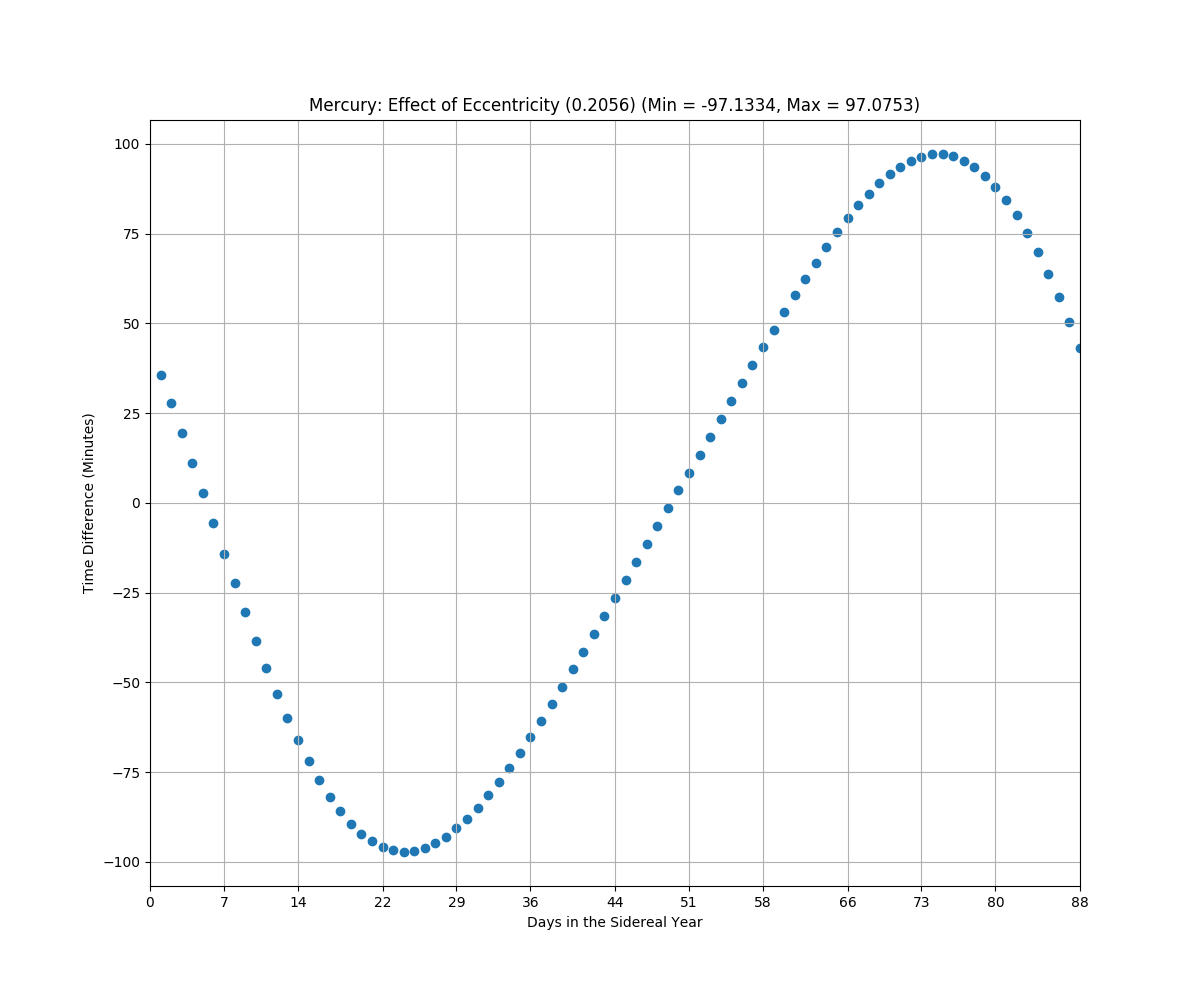 Mercury: Effect of Eccentricity (0.2056) (Min = -97.1334, Max = 97.0753)
100
75
50
25
0
−25
−50
−75
−100
Time Difference (Minutes)
0 7 14 22 29 36 44 51 58 66 73 80 88
Days in the Sidereal Year